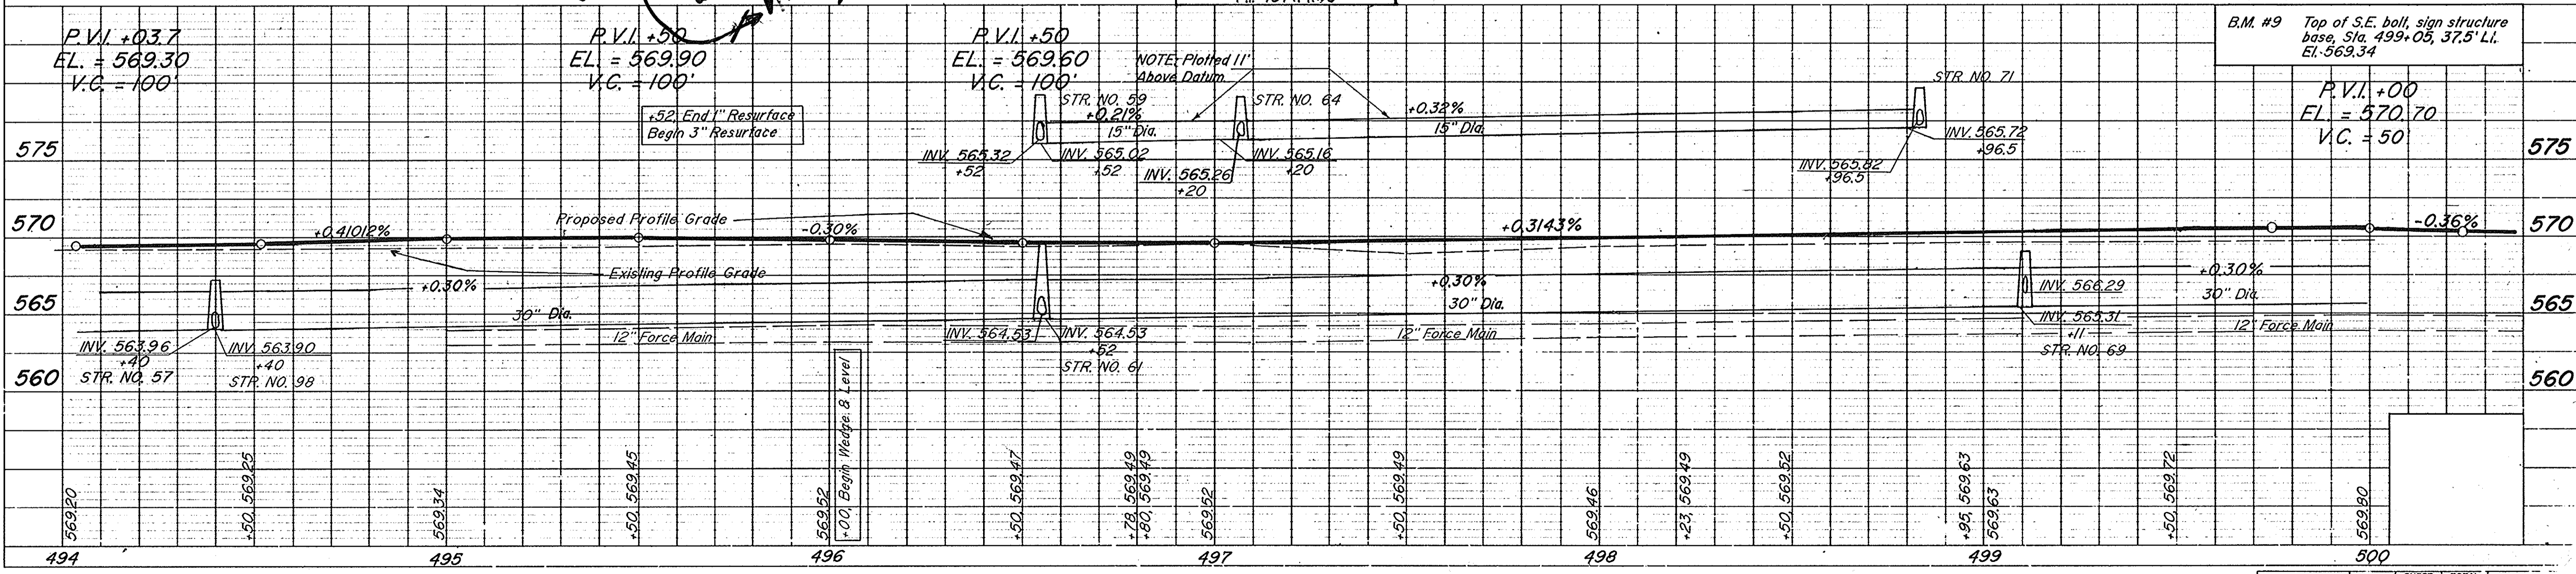 P.V.I. +03.7
EL. = 569.30
V.C. = 100'
P.V.I. +50
EL. = 569.90
V.C. = 100'
+52, End 1" Resurface
Begin 3" Resurface
P.V.I. +50
EL. = 569.60
V.C. = 100'
NOTE: Plotted 11'
Above Datum
STR. NO. 59
+0.21%
15" Dia.
STR. NO. 64
+0.32%
15" Dia.
STR. NO. 71
B.M. #9 Top of S.E. bolt, sign structure
base, Sta. 499+05, 37.5' Lt.
El. 569.34
P.V.I. +00
EL. = 570.70
V.C. = 50'
575
575
INV. 565.32
+52
INV. 565.02
+52
INV. 565.26
+20
INV. 565.16
+20
INV. 565.82
+96.5
INV. 565.72
+96.5
570
570
Proposed Profile Grade
+0.41012%
-0.30%
+0.3143%
-0.36%
Existing Profile Grade
+0.30%
+0.30%
+0.30%
565
565
30" Dia.
30" Dia.
30" Dia.
12" Force Main
12" Force Main
12" Force Main
INV. 566.29
INV. 565.31
+11
STR. NO. 69
INV. 563.96
+40
STR. NO. 57
INV. 563.90
+40
STR. NO. 98
INV. 564.53
INV. 564.53
+52
STR. NO. 61
560
560
569.20
+50, 569.25
569.34
+50, 569.45
569.52
+00, Begin Wedge & Level
+50, 569.47
+78, 569.49
+80, 569.49
569.52
+50, 569.49
569.46
+23, 569.49
+50, 569.52
+95, 569.63
569.63
+50, 569.72
569.80
494
495
496
497
498
499
500